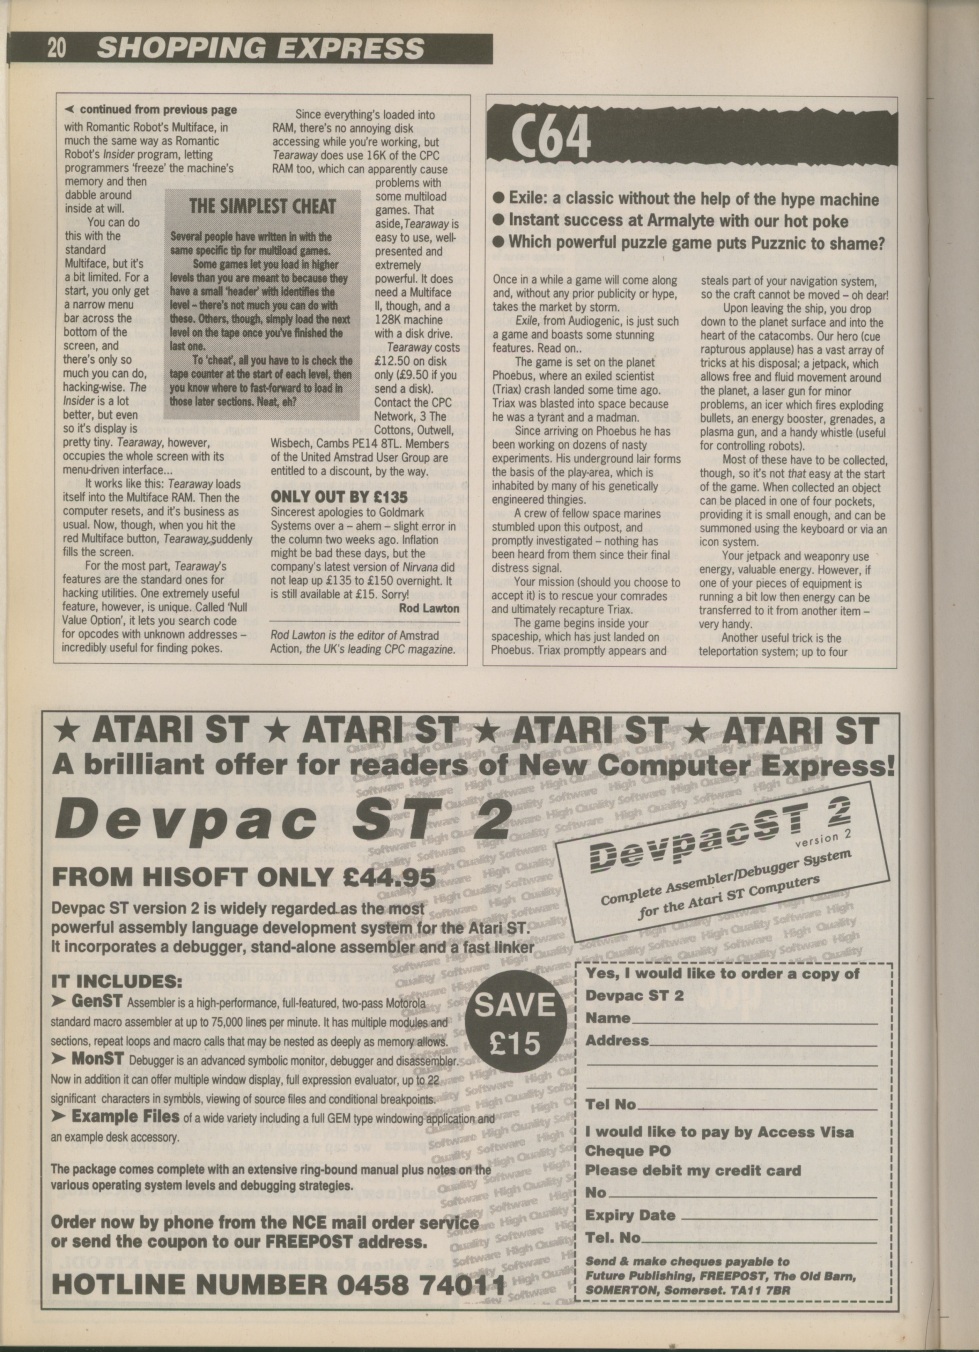 20 SHOPPING EXPRESS
◄ continued from previous page
with Romantic Robot's Multiface, in
much the same way as Romantic
Robot's Insider program, letting
programmers 'freeze' the machine's
memory and then
dabble around
inside at will.
You can do
this with the
standard
Multiface, but it's
a bit limited. For a
start, you only get
a narrow menu
bar across the
bottom of the
screen, and
there's only so
much you can do,
hacking-wise. The
Insider is a lot
better, but even
so it's display is
pretty tiny. Tearaway, however,
occupies the whole screen with its
menu-driven interface...
It works like this: Tearaway loads
itself into the Multiface RAM. Then the
computer resets, and it's business as
usual. Now, though, when you hit the
red Multiface button, Tearaway suddenly
fills the screen.
For the most part, Tearaway's
features are the standard ones for
hacking utilities. One extremely useful
feature, however, is unique. Called 'Null
Value Option', it lets you search code
for opcodes with unknown addresses –
incredibly useful for finding pokes.
THE SIMPLEST CHEAT
Several people have written in with the
same specific tip for multiload games.
Some games let you load in higher
levels than you are meant to because they
have a small 'header' with identifies the
level – there's not much you can do with
these. Others, though, simply load the next
level on the tape once you've finished the
last one.
To 'cheat', all you have to is check the
tape counter at the start of each level, then
you know where to fast-forward to load in
those later sections. Neat, eh?
Since everything's loaded into
RAM, there's no annoying disk
accessing while you're working, but
Tearaway does use 16K of the CPC
RAM too, which can apparently cause
problems with
some multiload
games. That
aside, Tearaway is
easy to use, well-
presented and
extremely
powerful. It does
need a Multiface
II, though, and a
128K machine
with a disk drive.
Tearaway costs
£12.50 on disk
only (£9.50 if you
send a disk).
Contact the CPC
Network, 3 The
Cottons, Outwell,
Wisbech, Cambs PE14 8TL. Members
of the United Amstrad User Group are
entitled to a discount, by the way.
ONLY OUT BY £135
Sincerest apologies to Goldmark
Systems over a – ahem – slight error in
the column two weeks ago. Inflation
might be bad these days, but the
company's latest version of Nirvana did
not leap up £135 to £150 overnight. It
is still available at £15. Sorry!
Rod Lawton
Rod Lawton is the editor of Amstrad
Action, the UK's leading CPC magazine.
C64
● Exile: a classic without the help of the hype machine
● Instant success at Armalyte with our hot poke
● Which powerful puzzle game puts Puzznic to shame?
Once in a while a game will come along
and, without any prior publicity or hype,
takes the market by storm.
Exile, from Audiogenic, is just such
a game and boasts some stunning
features. Read on..
The game is set on the planet
Phoebus, where an exiled scientist
(Triax) crash landed some time ago.
Triax was blasted into space because
he was a tyrant and a madman.
Since arriving on Phoebus he has
been working on dozens of nasty
experiments. His underground lair forms
the basis of the play-area, which is
inhabited by many of his genetically
engineered thingies.
A crew of fellow space marines
stumbled upon this outpost, and
promptly investigated – nothing has
been heard from them since their final
distress signal.
Your mission (should you choose to
accept it) is to rescue your comrades
and ultimately recapture Triax.
The game begins inside your
spaceship, which has just landed on
Phoebus. Triax promptly appears and
steals part of your navigation system,
so the craft cannot be moved – oh dear!
Upon leaving the ship, you drop
down to the planet surface and into the
heart of the catacombs. Our hero (cue
rapturous applause) has a vast array of
tricks at his disposal; a jetpack, which
allows free and fluid movement around
the planet, a laser gun for minor
problems, an icer which fires exploding
bullets, an energy booster, grenades, a
plasma gun, and a handy whistle (useful
for controlling robots).
Most of these have to be collected,
though, so it's not that easy at the start
of the game. When collected an object
can be placed in one of four pockets,
providing it is small enough, and can be
summoned using the keyboard or via an
icon system.
Your jetpack and weaponry use
energy, valuable energy. However, if
one of your pieces of equipment is
running a bit low then energy can be
transferred to it from another item –
very handy.
Another useful trick is the
teleportation system; up to four
★ ATARI ST ★ ATARI ST ★ ATARI ST ★ ATARI ST
A brilliant offer for readers of New Computer Express!
Devpac ST 2
FROM HISOFT ONLY £44.95
Devpac ST version 2 is widely regarded as the most
powerful assembly language development system for the Atari ST.
It incorporates a debugger, stand-alone assembler and a fast linker
DevpacST 2
version 2
Complete Assembler/Debugger System
for the Atari ST Computers
IT INCLUDES:
➤ GenST Assembler is a high-performance, full-featured, two-pass Motorola
standard macro assembler at up to 75,000 lines per minute. It has multiple modules and
sections, repeat loops and macro calls that may be nested as deeply as memory allows.
➤ MonST Debugger is an advanced symbolic monitor, debugger and disassembler.
Now in addition it can offer multiple window display, full expression evaluator, up to 22
significant characters in symbols, viewing of source files and conditional breakpoints.
➤ Example Files of a wide variety including a full GEM type windowing application and
an example desk accessory.
The package comes complete with an extensive ring-bound manual plus notes on the
various operating system levels and debugging strategies.
Order now by phone from the NCE mail order service
or send the coupon to our FREEPOST address.
HOTLINE NUMBER 0458 74011
SAVE
£15
Yes, I would like to order a copy of
Devpac ST 2
Name
Address
Tel No
I would like to pay by Access Visa
Cheque PO
Please debit my credit card
No
Expiry Date
Tel. No
Send & make cheques payable to
Future Publishing, FREEPOST, The Old Barn,
SOMERTON, Somerset. TA11 7BR